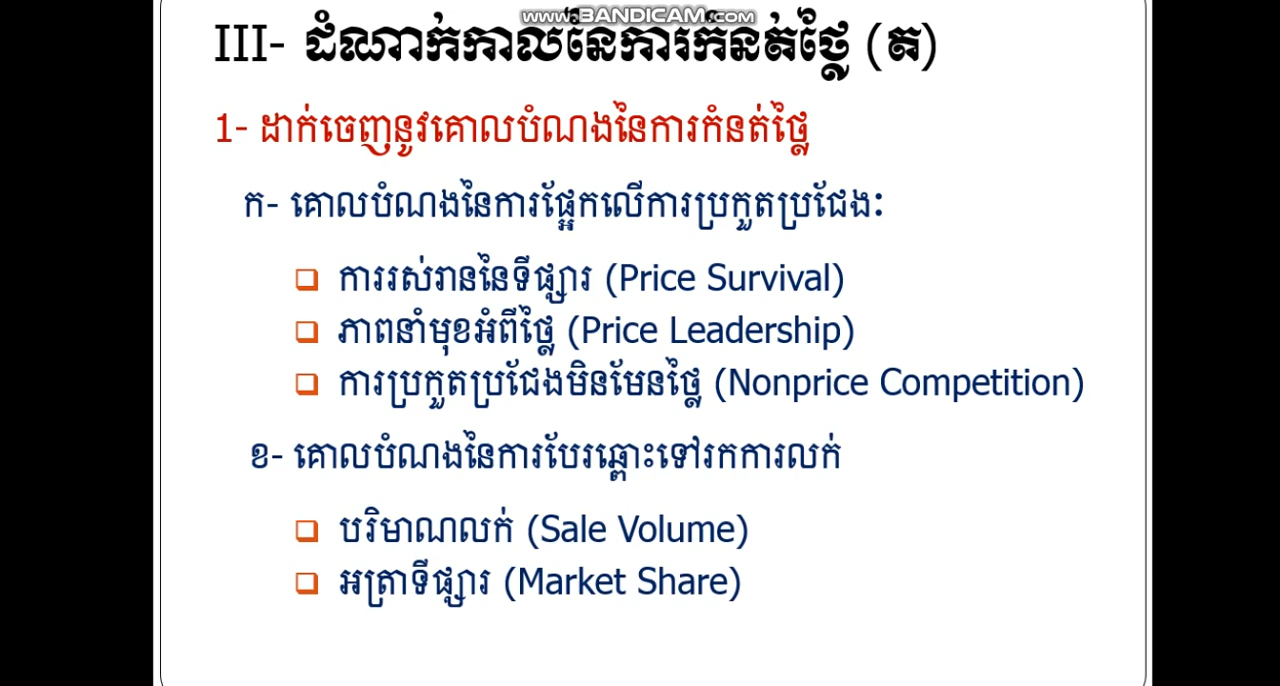 www.BANDICAM.com
III- ដំណាក់កាលនៃការកំនត់ថ្លៃ (ត)
1- ដាក់ចេញនូវគោលបំណងនៃការកំនត់ថ្លៃ
ក- គោលបំណងនៃការផ្អែកលើការប្រកួតប្រជែង:
❑ ការរស់រាននៃទីផ្សារ (Price Survival)
❑ ភាពនាំមុខអំពីថ្លៃ (Price Leadership)
❑ ការប្រកួតប្រជែងមិនមែនថ្លៃ (Nonprice Competition)
ខ- គោលបំណងនៃការបែរឆ្ពោះទៅរកការលក់
❑ បរិមាណលក់ (Sale Volume)
❑ អត្រាទីផ្សារ (Market Share)